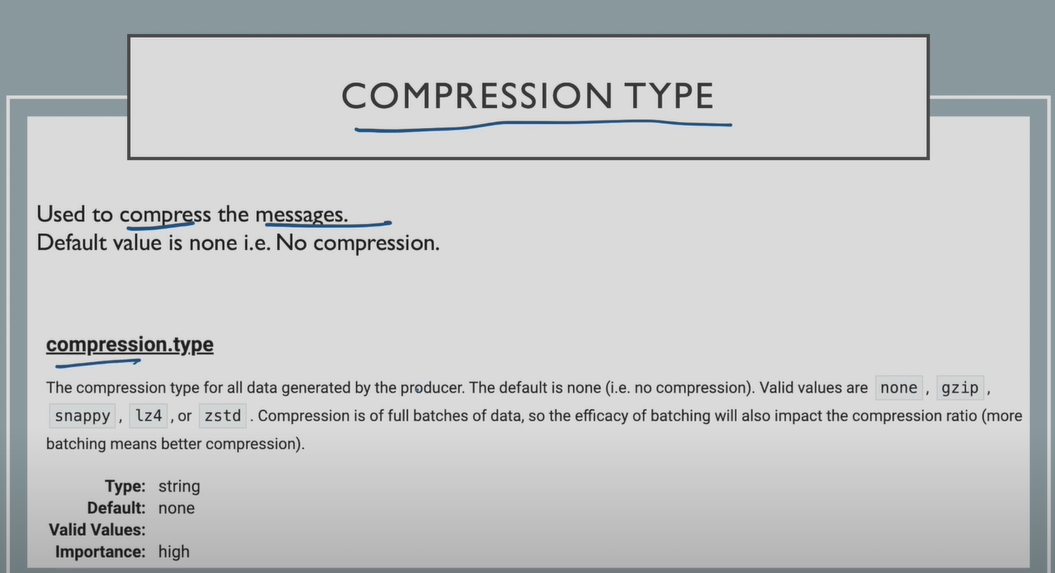 COMPRESSION TYPE
Used to compress the messages.
Default value is none i.e. No compression.
compression.type
The compression type for all data generated by the producer. The default is none (i.e. no compression). Valid values are none, gzip,
snappy, lz4, or zstd. Compression is of full batches of data, so the efficacy of batching will also impact the compression ratio (more
batching means better compression).
Type: string
Default: none
Valid Values:
Importance: high